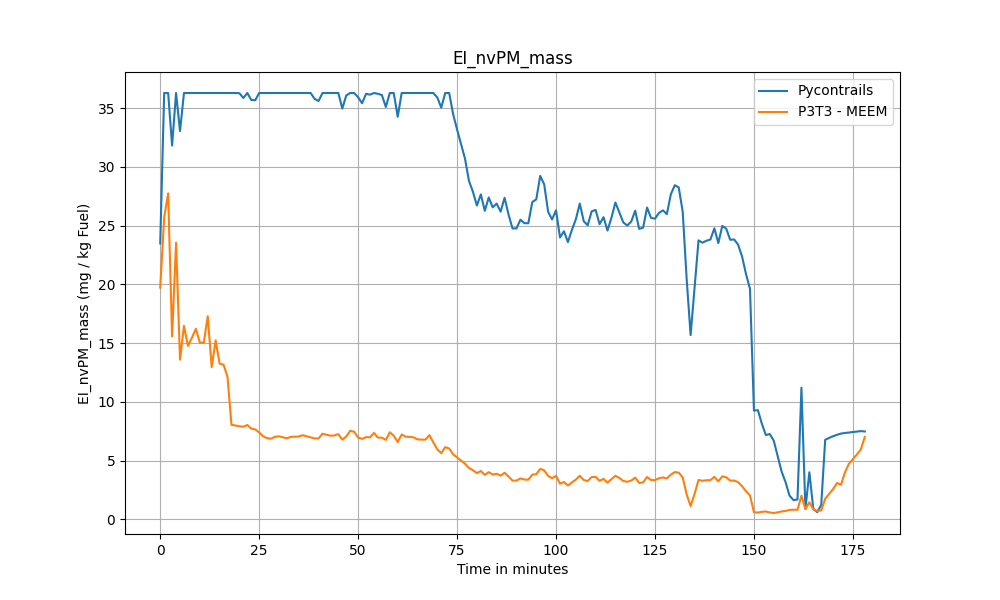 EI_nvPM_mass
Pycontrails
P3T3 - MEEM
EI_nvPM_mass (mg / kg Fuel)
35
30
25
20
15
10
5
0
0 25 50 75 100 125 150 175
Time in minutes